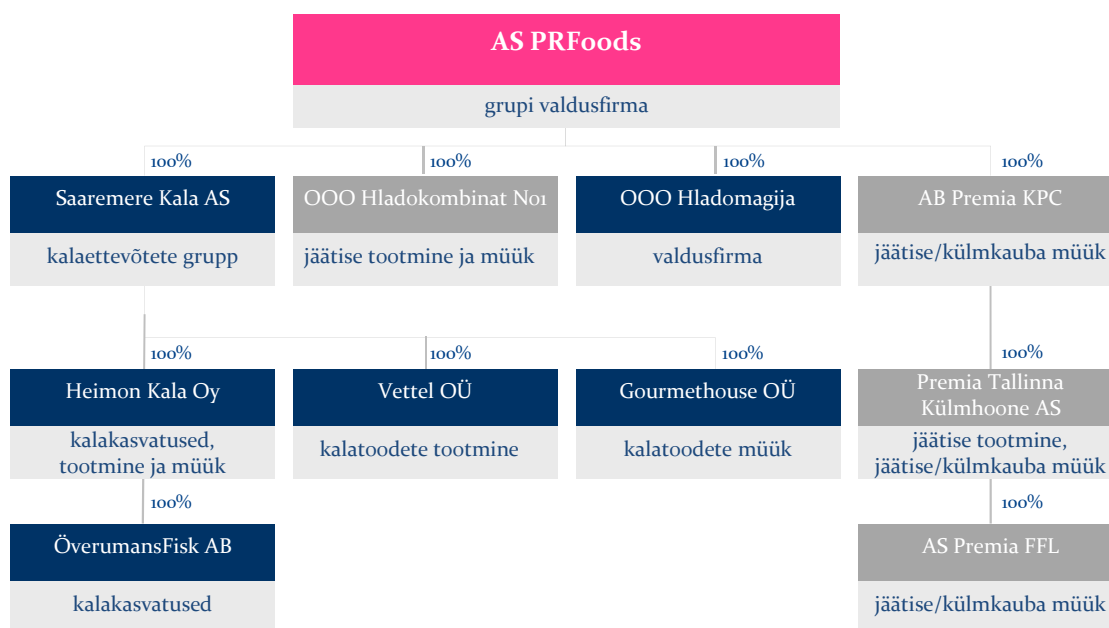 AS PRFoods
grupi valdusfirma
100%
100%
100%
100%
Saaremere Kala AS
OOO Hladokombinat No1
OOO Hladomagija
AB Premia KPC
kalaettevõtete grupp
jäätise tootmine ja müük
valdusfirma
jäätise/külmkauba müük
100%
100%
100%
100%
Heimon Kala Oy
Vettel OÜ
Gourmethouse OÜ
Premia Tallinna
Külmhoone AS
kalakasvatused,
tootmine ja müük
kalatoodete tootmine
kalatoodete müük
jäätise tootmine,
jäätise/külmkauba müük
100%
100%
ÖverumansFisk AB
AS Premia FFL
kalakasvatused
jäätise/külmkauba müük